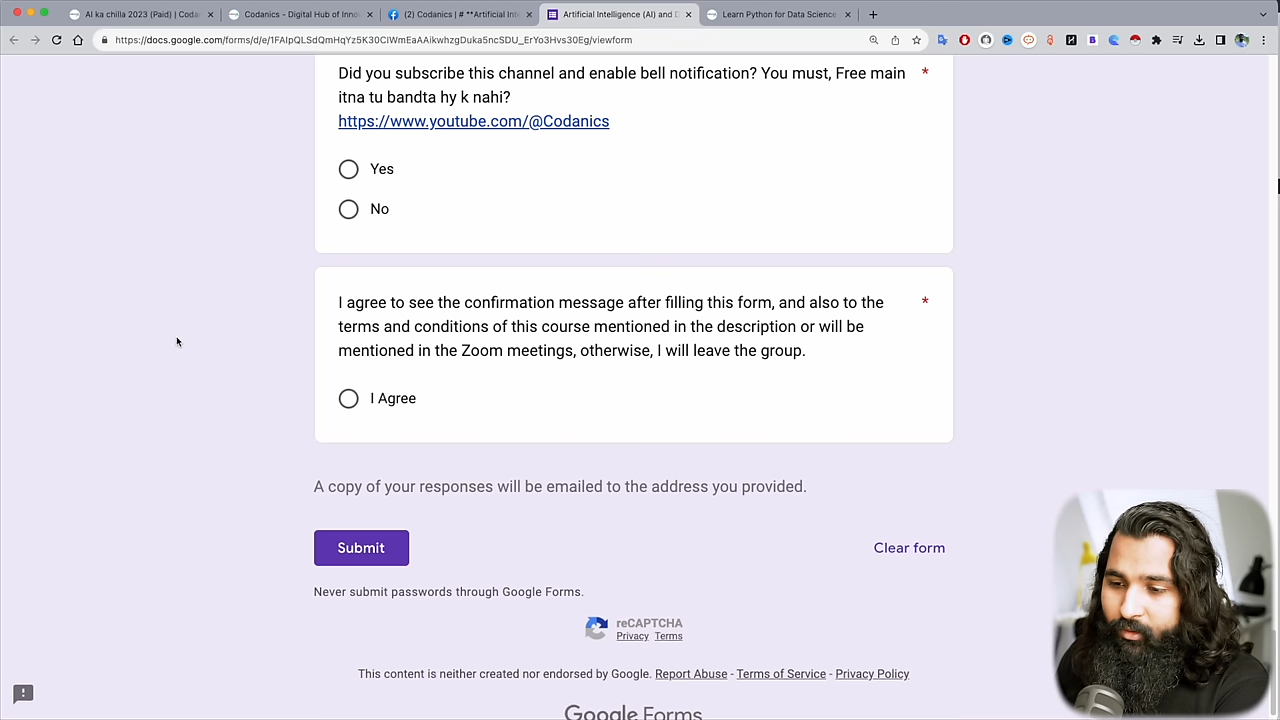 AI ka chilla 2023 (Paid) | Coda
Codanics - Digital Hub of Inno
(2) Codanics | # **Artificial Int
Artificial Intelligence (AI) and D
Learn Python for Data Science
https://docs.google.com/forms/d/e/1FAIpQLSdQmHqYz5K30CIWmEaAAikwhzgDuka5ncSDU_ErYo3Hvs30Eg/viewform
Did you subscribe this channel and enable bell notification? You must, Free main *
itna tu bandta hy k nahi?
https://www.youtube.com/@Codanics
Yes
No
I agree to see the confirmation message after filling this form, and also to the *
terms and conditions of this course mentioned in the description or will be
mentioned in the Zoom meetings, otherwise, I will leave the group.
I Agree
A copy of your responses will be emailed to the address you provided.
Submit
Clear form
Never submit passwords through Google Forms.
reCAPTCHA
Privacy Terms
This content is neither created nor endorsed by Google. Report Abuse - Terms of Service - Privacy Policy
Google Forms